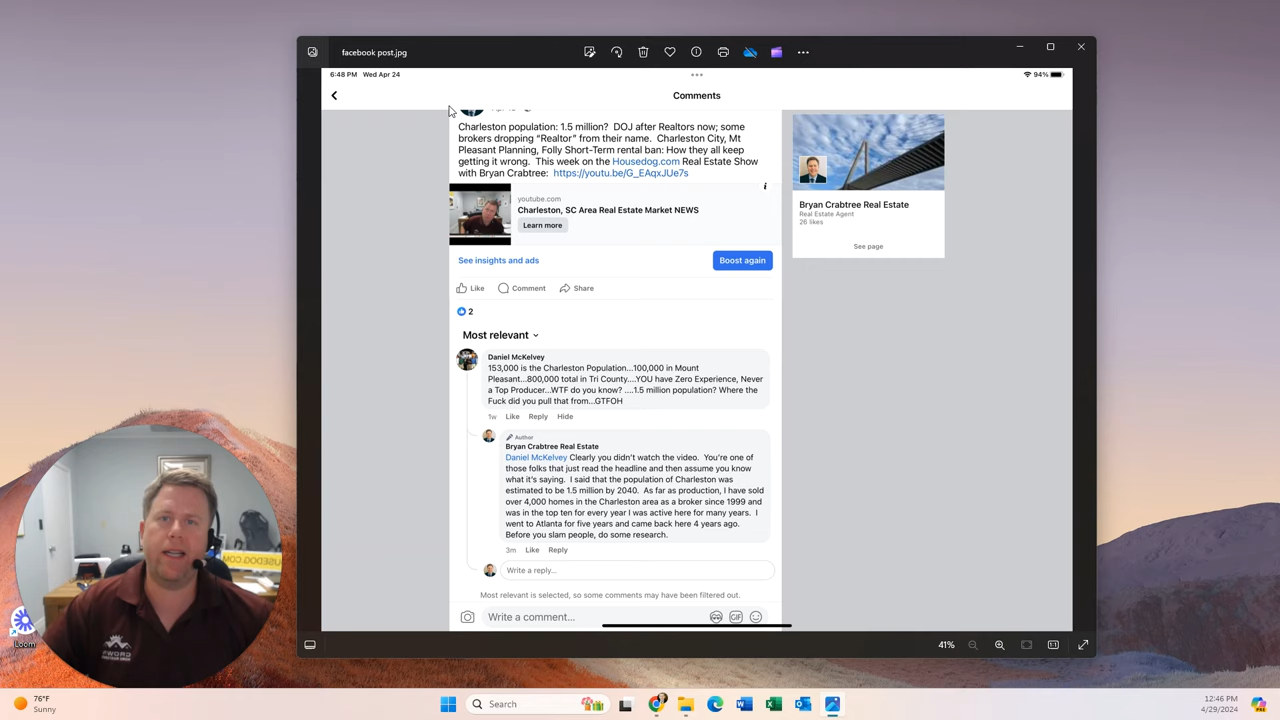 facebook post.jpg
6:48 PM Wed Apr 24
94%
Comments
Charleston population: 1.5 million? DOJ after Realtors now; some
brokers dropping “Realtor” from their name. Charleston City, Mt
Pleasant Planning, Folly Short-Term rental ban: How they all keep
getting it wrong. This week on the Housedog.com Real Estate Show
with Bryan Crabtree: https://youtu.be/G_EAqxJUe7s
youtube.com
Charleston, SC Area Real Estate Market NEWS
Learn more
See insights and ads
Boost again
Like Comment Share
2
Most relevant
Daniel McKelvey
153,000 is the Charleston Population...100,000 in Mount
Pleasant...800,000 total in Tri County....YOU have Zero Experience, Never
a Top Producer...WTF do you know? ....1.5 million population? Where the
Fuck did you pull that from...GTFOH
1w Like Reply Hide
Author
Bryan Crabtree Real Estate
Daniel McKelvey Clearly you didn't watch the video. You're one of
those folks that just read the headline and then assume you know
what it's saying. I said that the population of Charleston was
estimated to be 1.5 million by 2040. As far as production, I have sold
over 4,000 homes in the Charleston area as a broker since 1999 and
was in the top ten for every year I was active here for many years. I
went to Atlanta for five years and came back here 4 years ago.
Before you slam people, do some research.
3m Like Reply
Write a reply...
Most relevant is selected, so some comments may have been filtered out.
Write a comment...
GIF
Bryan Crabtree Real Estate
Real Estate Agent
26 likes
See page
41%
USEDOG.COM
CROWN
Loom
76°F
Sunny
Search
12:46 PM
4/29/2024